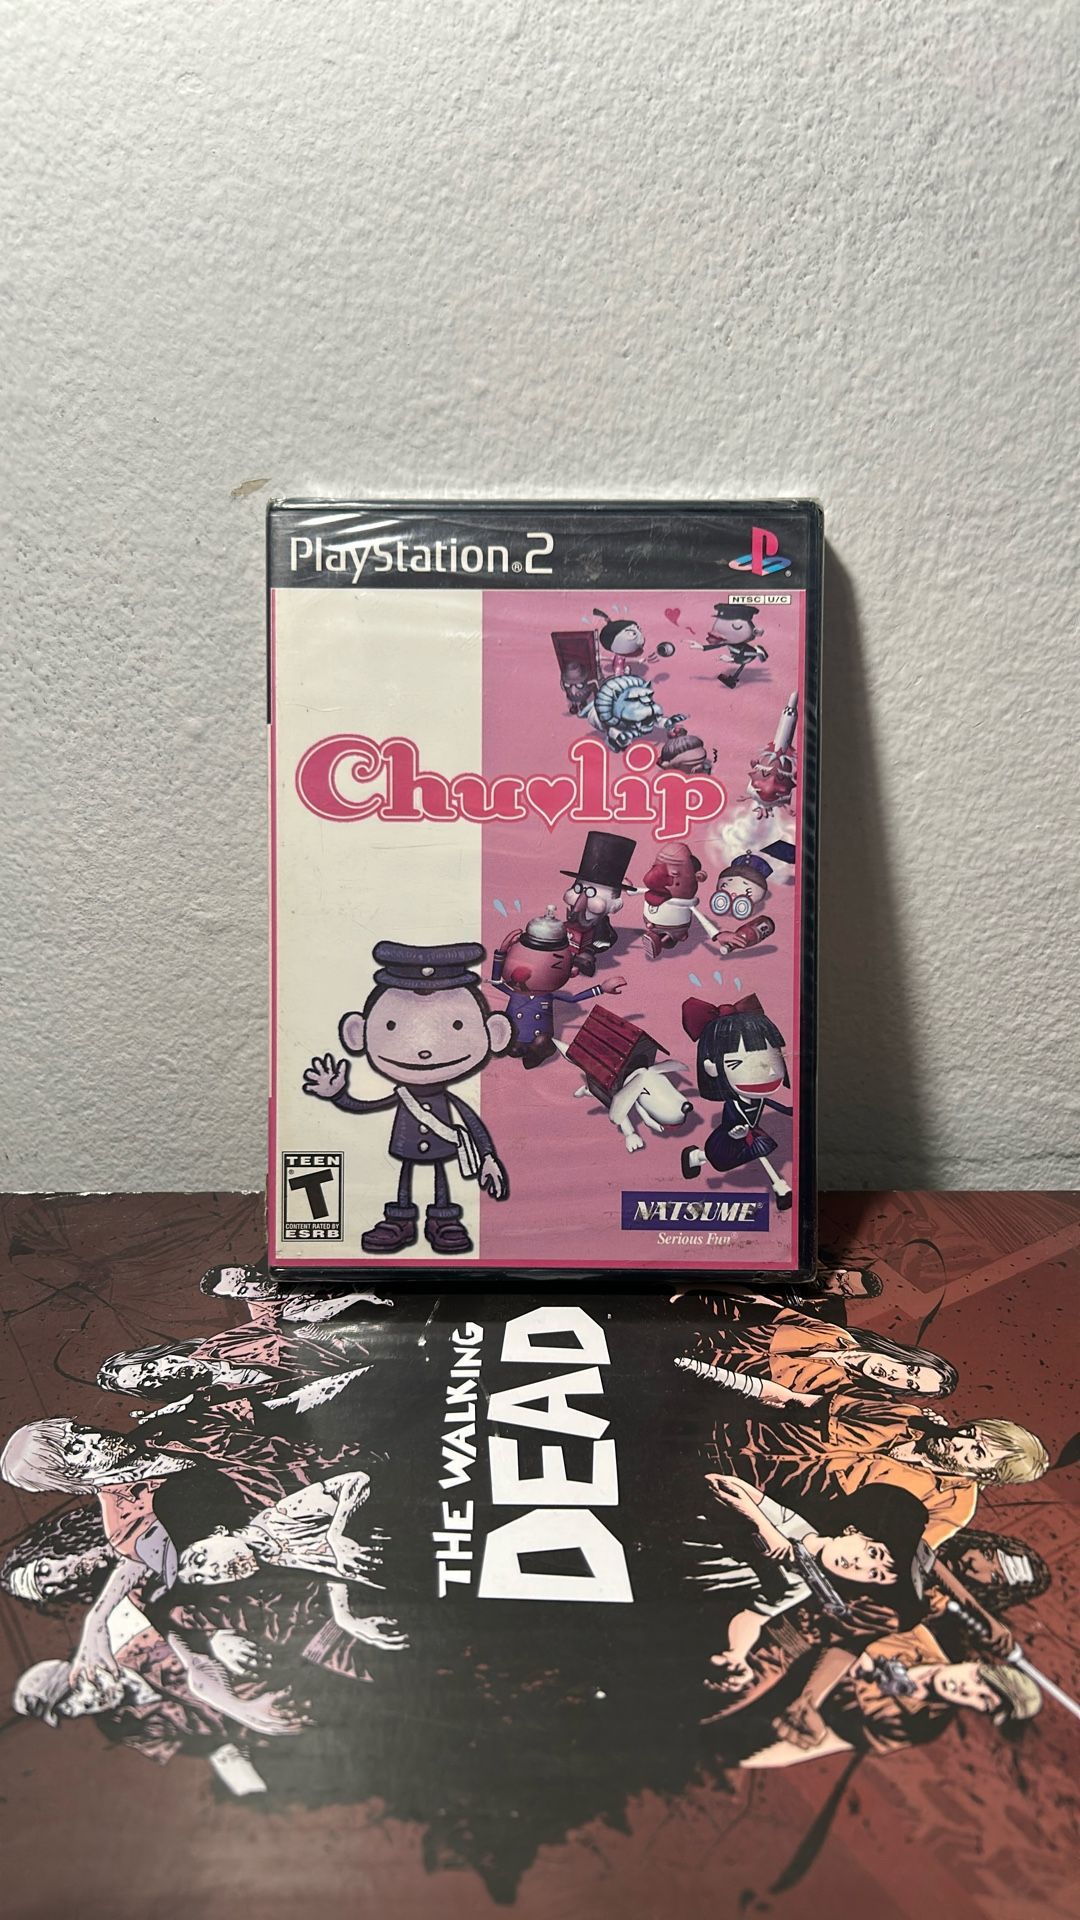 PlayStation®2
NTSC U/C
Chu♥lip
TEEN
T
CONTENT RATED BY
ESRB
NATSUME®
Serious Fun®
THE WALKING
DEAD